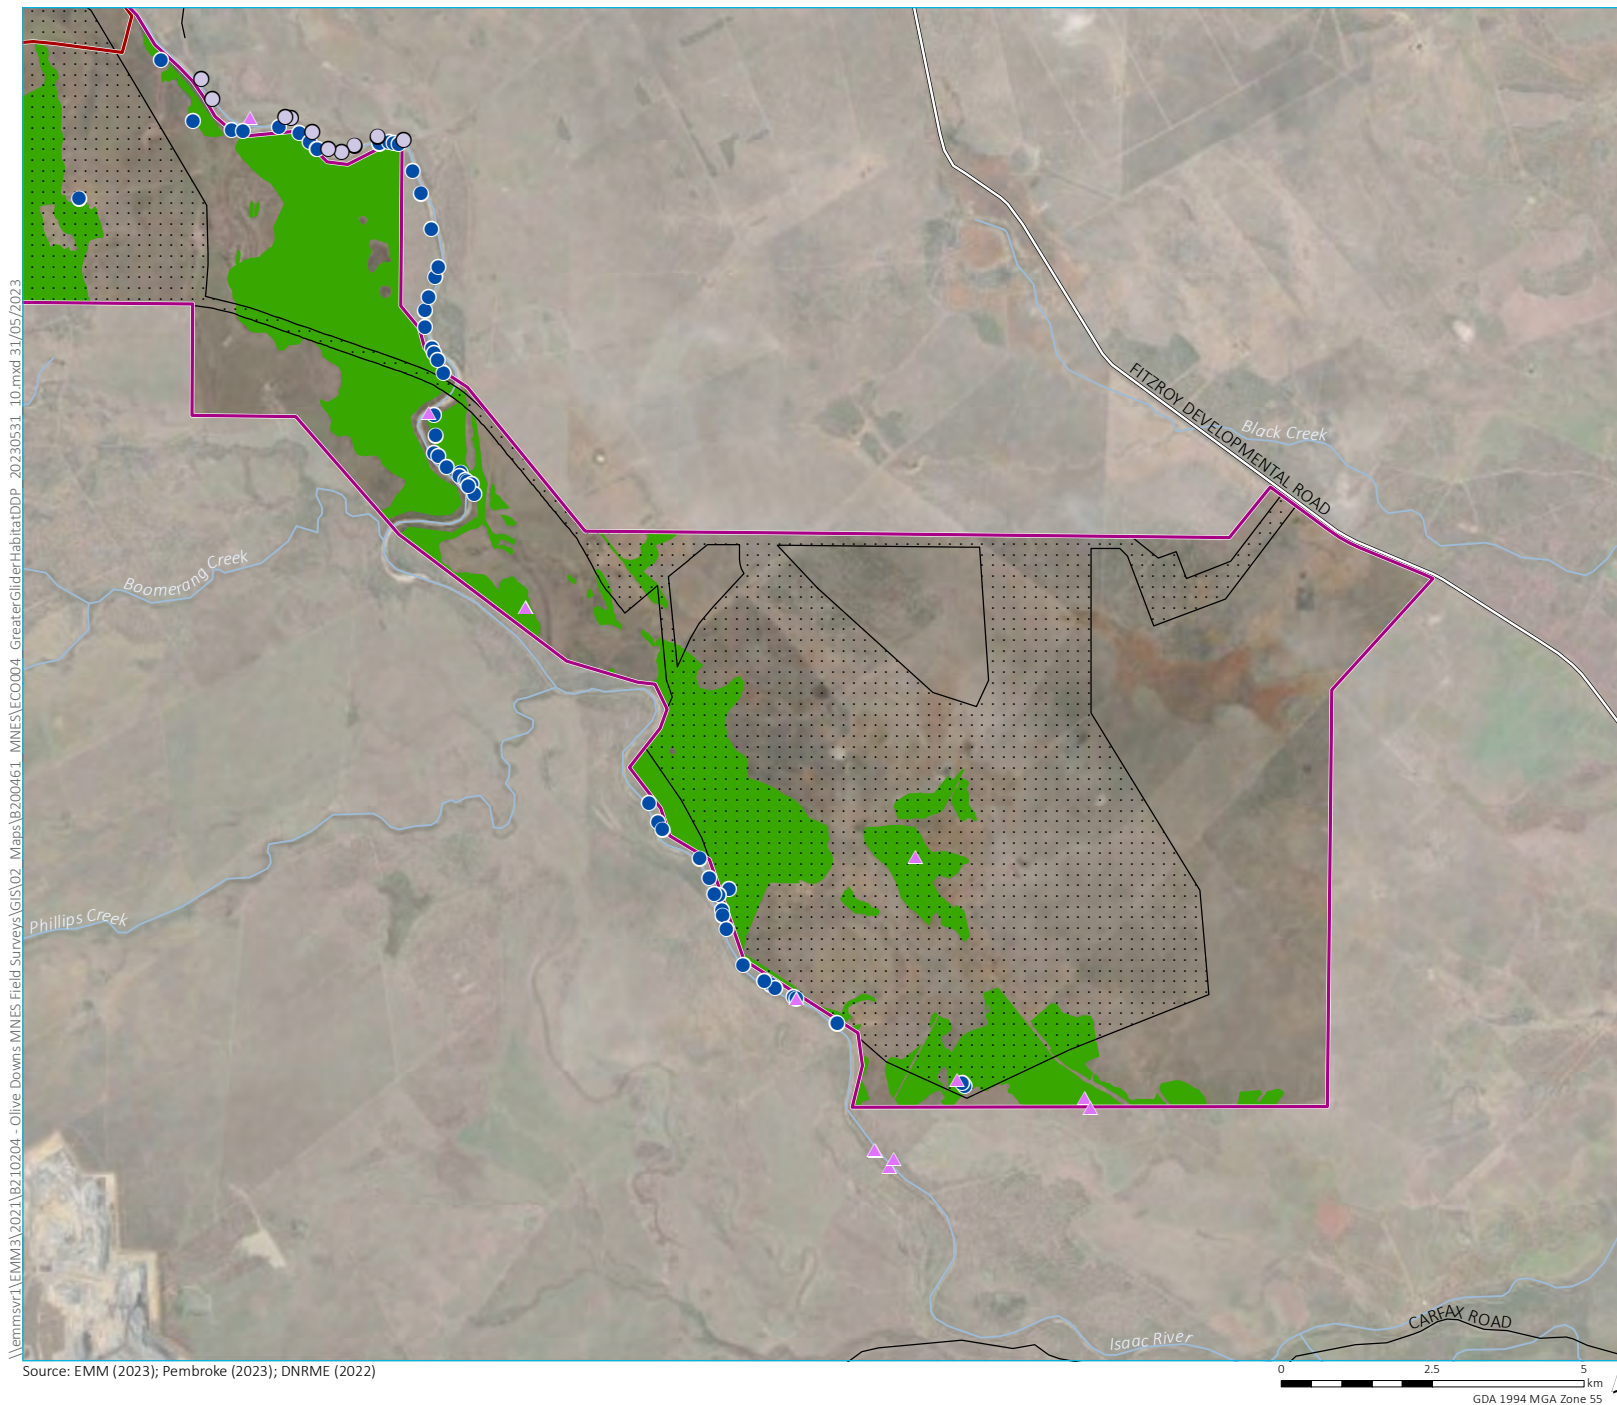 \\emmsvr1\EMM3\2021\B210204 - Olive Downs MNES Field Surveys\GIS\02_Maps\B200461_MNES\ECO004_GreaterGliderHabitatDDP_20230531_10.mxd 31/05/2023
FITZROY DEVELOPMENTAL ROAD
Black Creek
Boomerang Creek
Phillips Creek
Isaac River
CARFAX ROAD
Source: EMM (2023); Pembroke (2023); DNRME (2022)
0 2.5 5
km
GDA 1994 MGA Zone 55